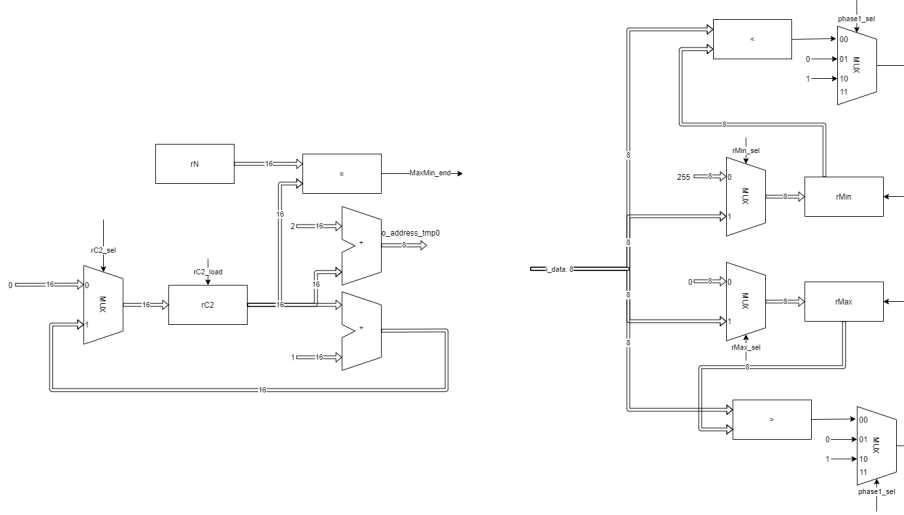 phase1_sel
<
00
0
01
1
10
11
MUX
8
rN
16
=
MaxMin_end
16
rMin_sel
255
8
0
MUX
8
rMin
1
2
16
+
o_address_tmp0
8
16
rC2_sel
rC2_load
0
16
0
MUX
16
rC2
16
1
+
1
16
16
i_data: 8
8
8
8
8
0
8
0
MUX
8
rMax
1
rMax_sel
8
>
00
0
01
1
10
11
MUX
phase1_sel